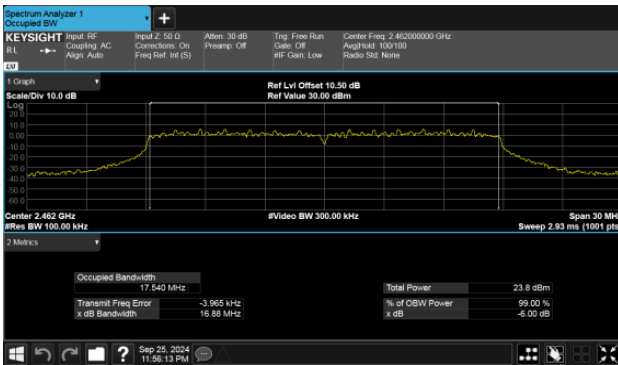 Spectrum Analyzer 1
Occupied BW
+
KEYSIGHT Input: RF Input Z: 50 Ω Atten: 30 dB Trig: Free Run Center Freq: 2.462000000 GHz
RL Coupling: AC Corrections: On Preamp: Off Gate: Off Avg|Hold: 100/100
Align: Auto Freq Ref: Int (S) #IF Gain: Low Radio Std: None
LXI
1 Graph
Ref Lvl Offset 10.50 dB
Scale/Div 10.0 dB Ref Value 30.00 dBm
Log
20.0
10.0
0.00
-10.0
-20.0
-30.0
-40.0
-50.0
-60.0
Center 2.462 GHz #Video BW 300.00 kHz Span 30 MH
#Res BW 100.00 kHz Sweep 2.93 ms (1001 pts
2 Metrics
Occupied Bandwidth
17.540 MHz Total Power 23.8 dBm
Transmit Freq Error -3.965 kHz % of OBW Power 99.00 %
x dB Bandwidth 16.88 MHz x dB -6.00 dB
? Sep 25, 2024
11:56:13 PM